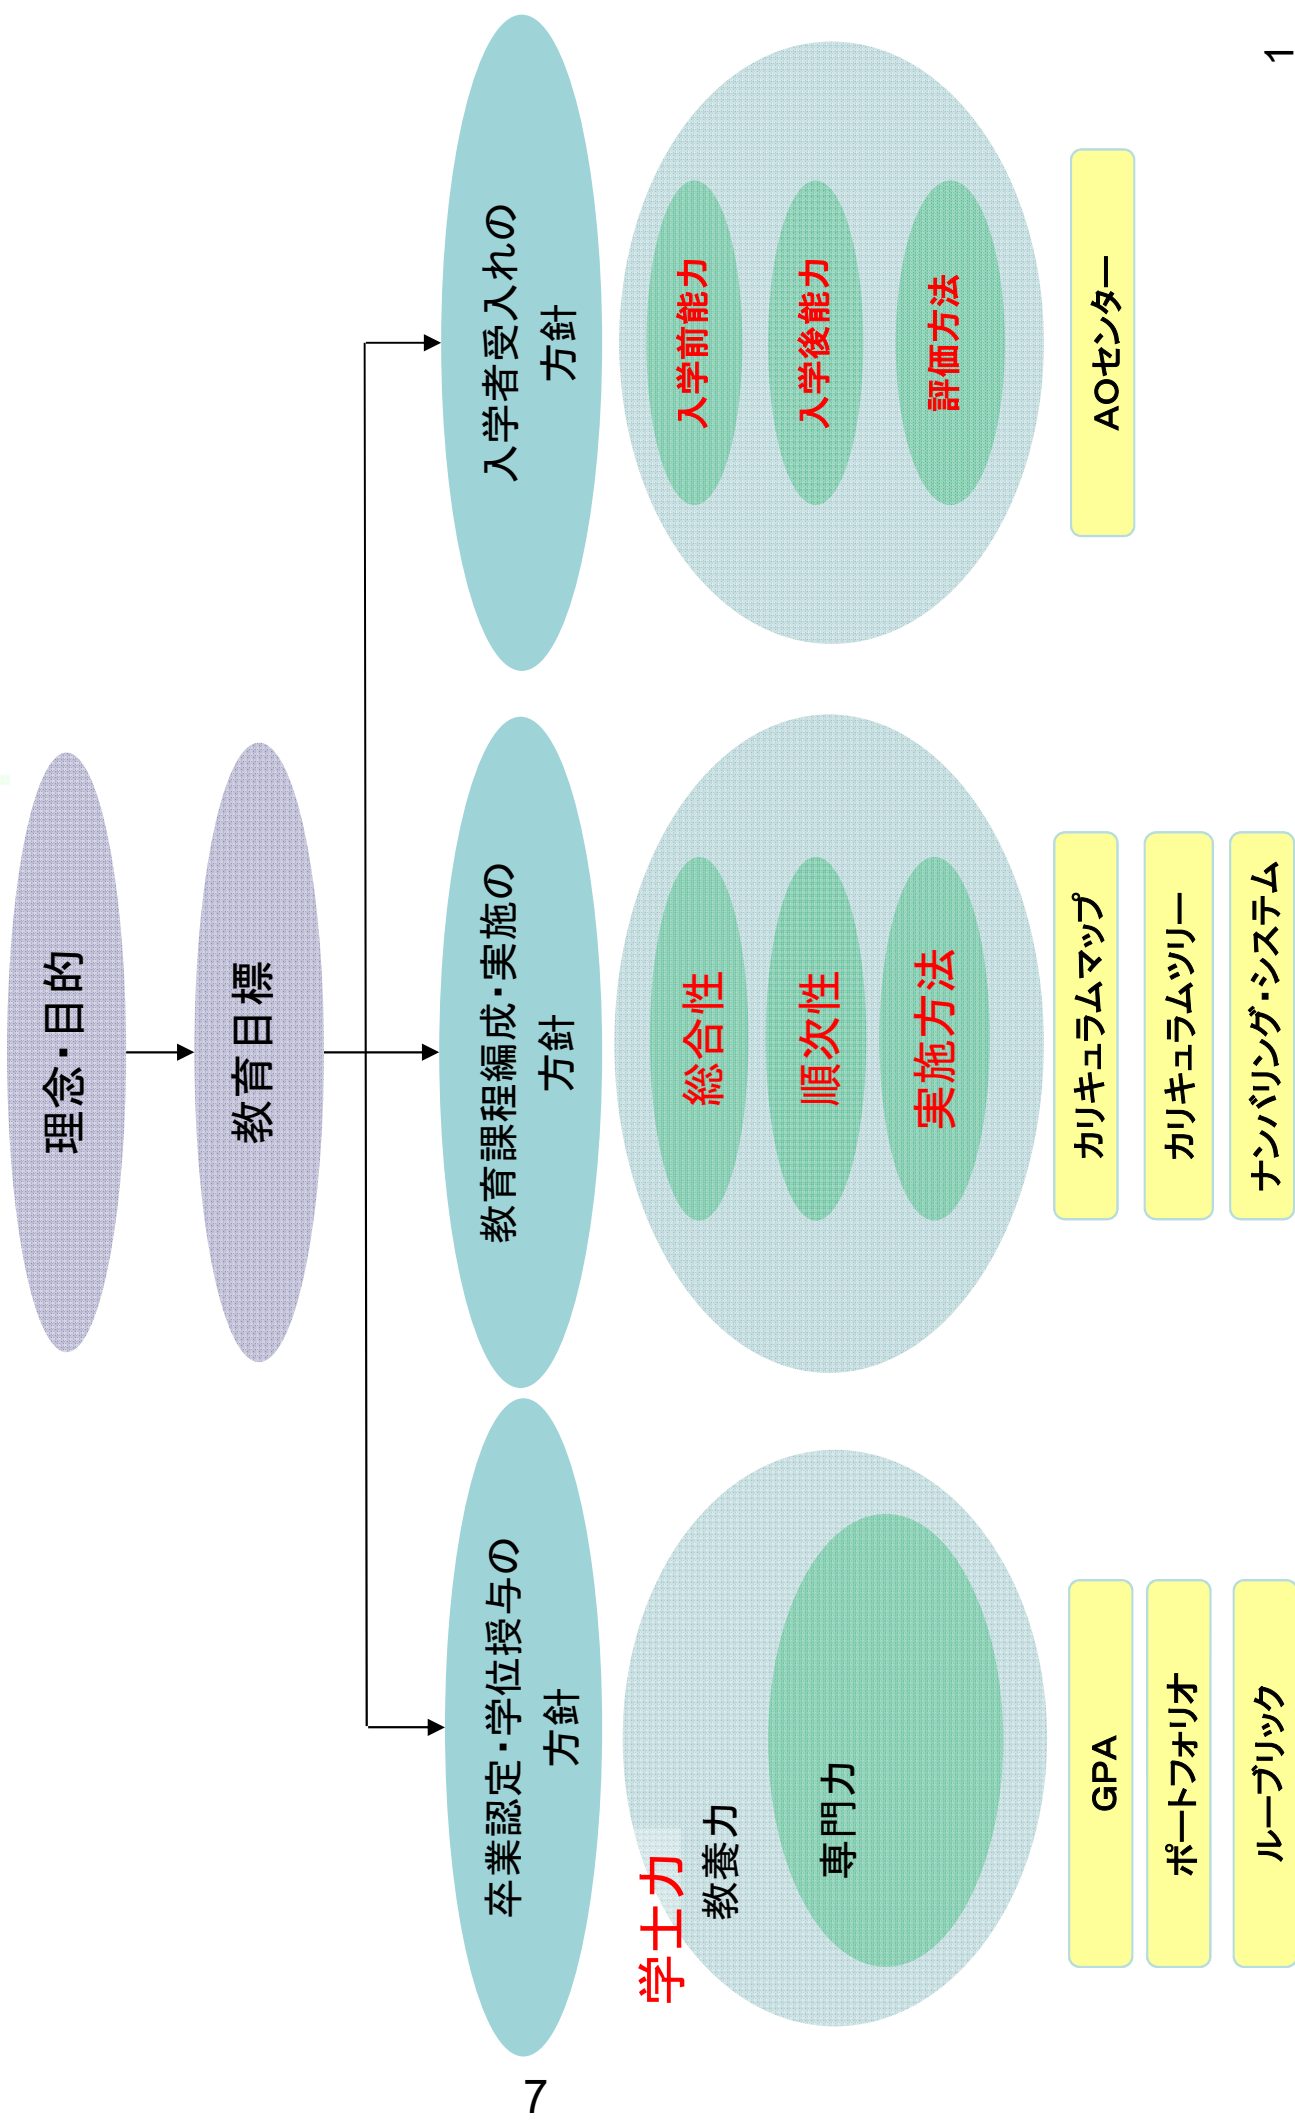 理念・目的
教育目標
卒業認定・学位授与の
方針
教育課程編成・実施の
方針
入学者受入れの
方針
学士力
教養力
専門力
総合性
順次性
実施方法
入学前能力
入学後能力
評価方法
GPA
ポートフォリオ
ルーブリック
カリキュラムマップ
カリキュラムツリー
ナンバリング・システム
AOセンター
1
7